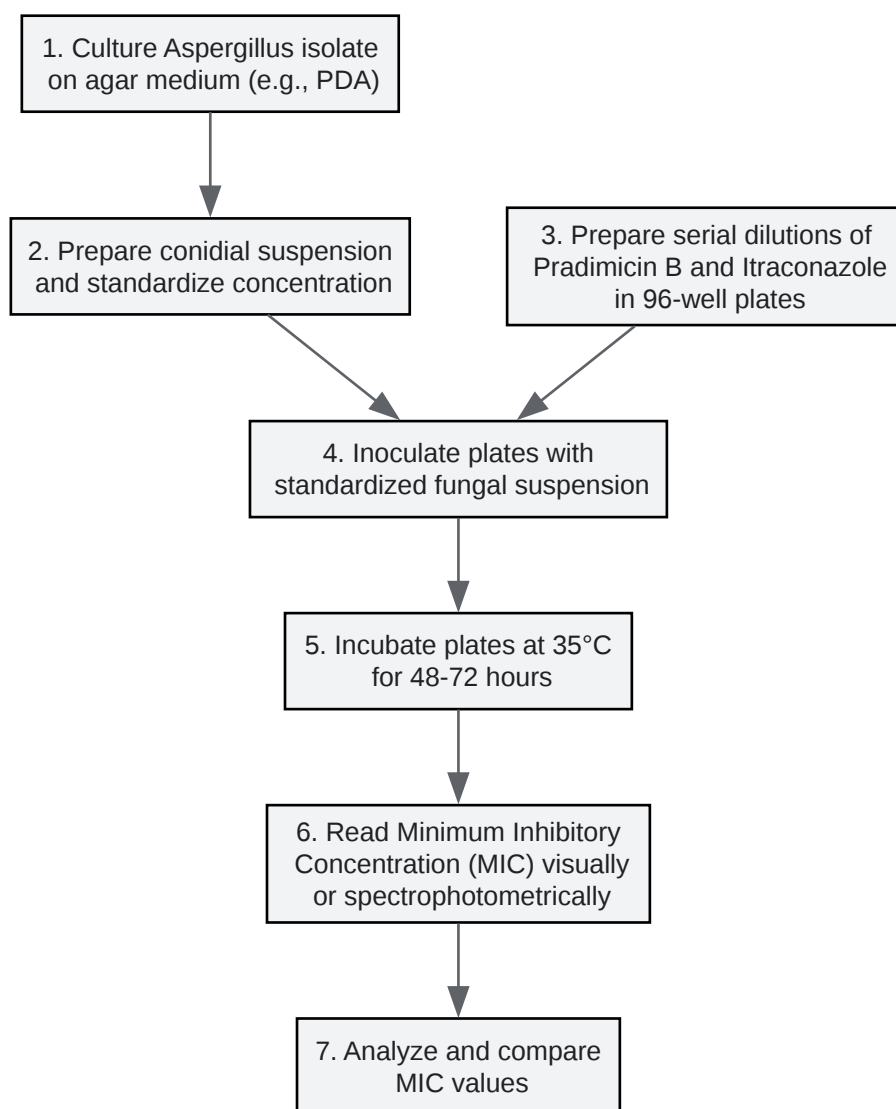 1. Culture Aspergillus isolate
on agar medium (e.g., PDA)
2. Prepare conidial suspension
and standardize concentration
3. Prepare serial dilutions of
Pradimicin B and Itraconazole
in 96-well plates
4. Inoculate plates with
standardized fungal suspension
5. Incubate plates at 35°C
for 48-72 hours
6. Read Minimum Inhibitory
Concentration (MIC) visually
or spectrophotometrically
7. Analyze and compare
MIC values